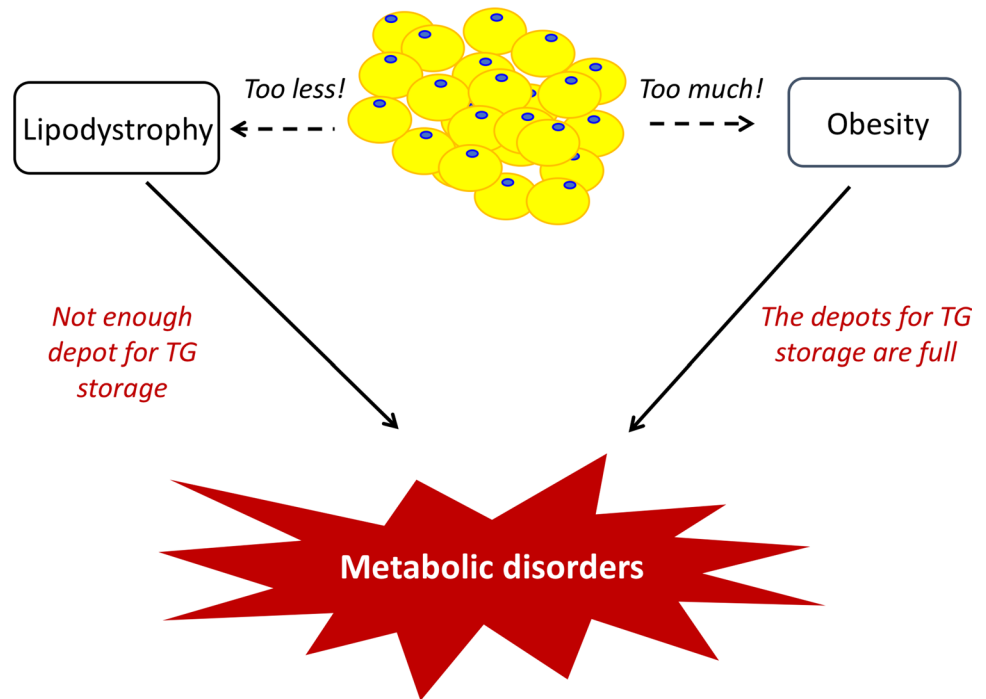 Too less!
Too much!
Lipodystrophy
Obesity
Not enough
depot for TG
storage
The depots for TG
storage are full
Metabolic disorders